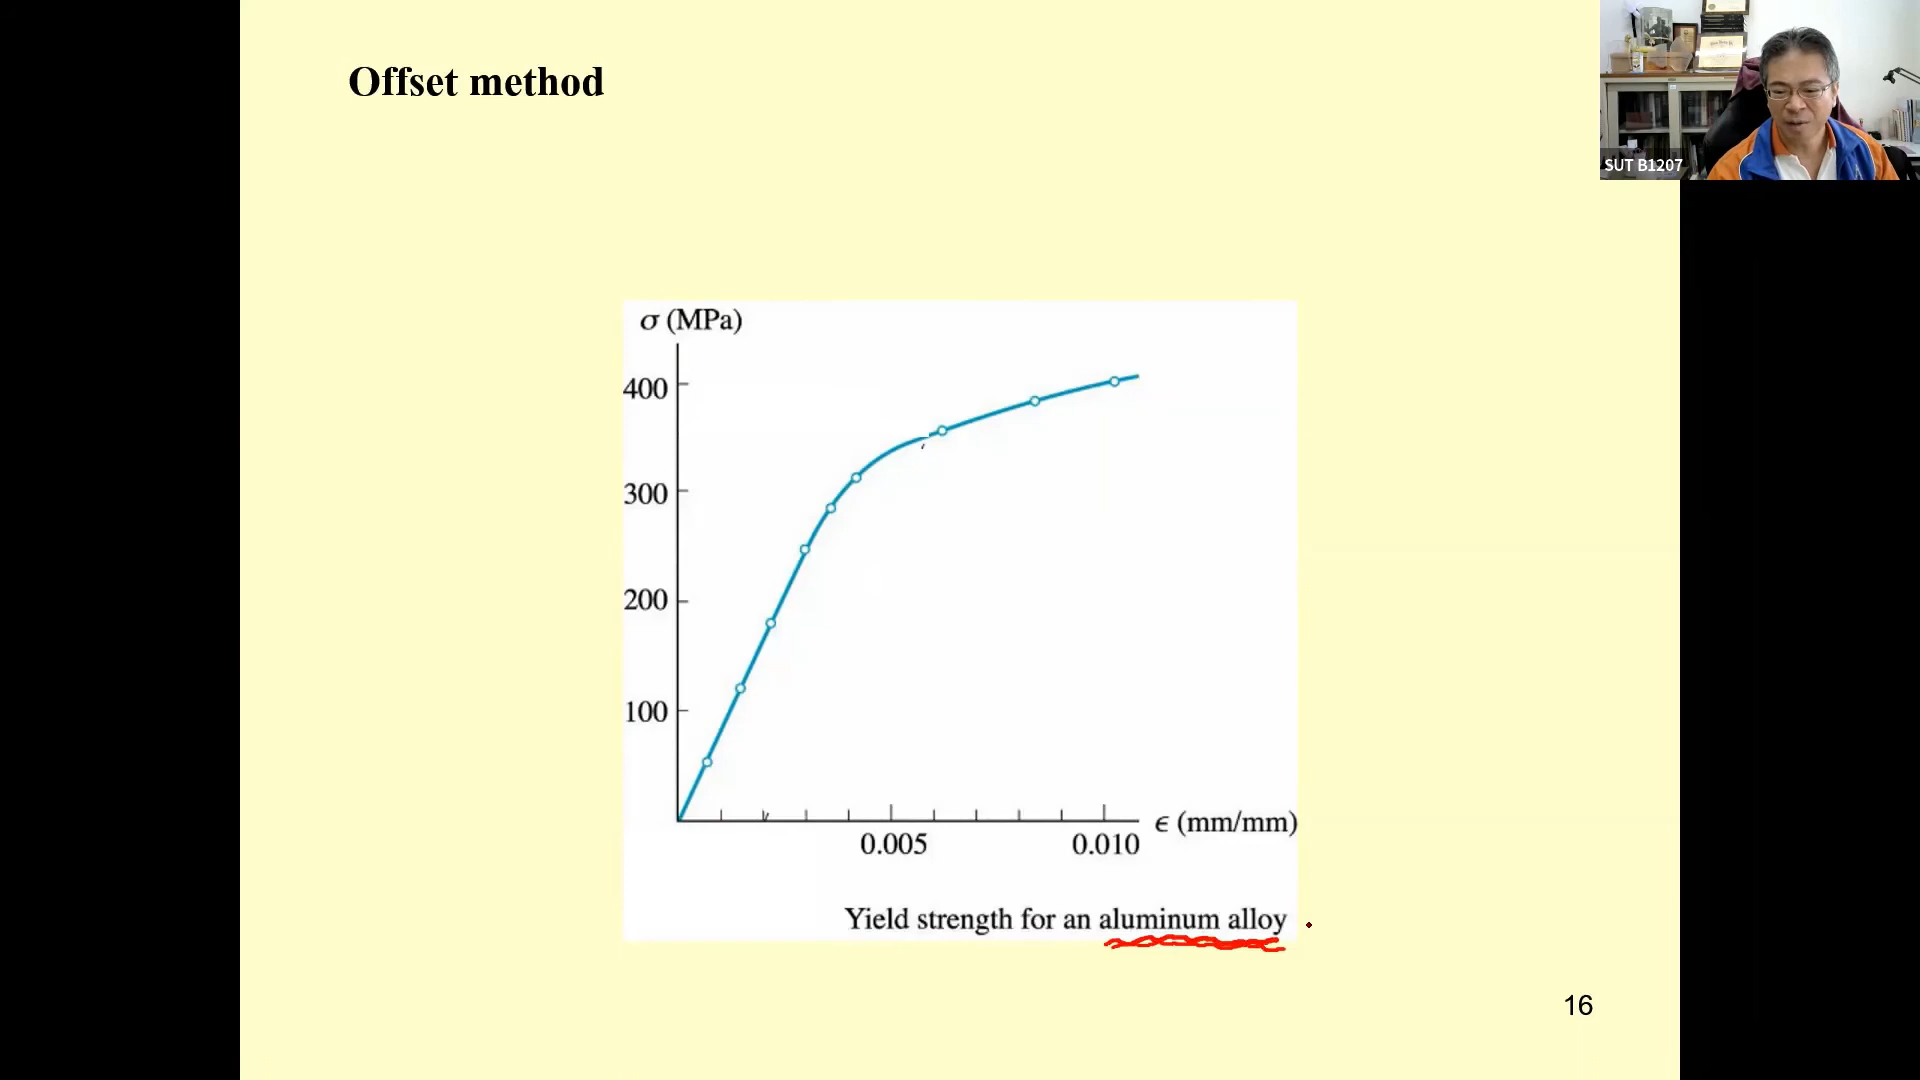 Offset method
SUT B1207
σ (MPa)
400
300
200
100
ϵ (mm/mm)
0.005
0.010
Yield strength for an aluminum alloy
16